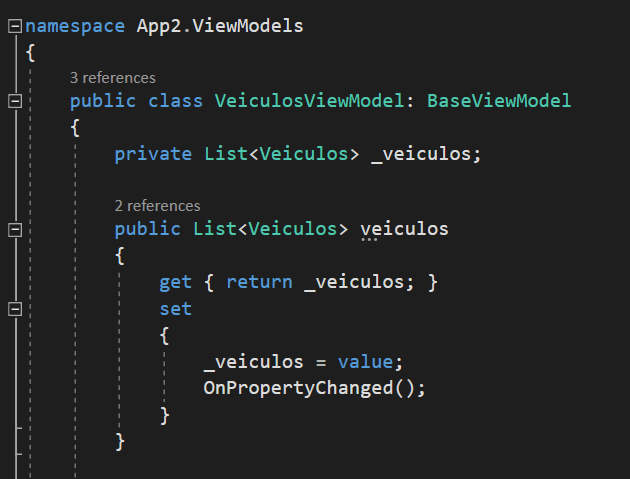 namespace App2.ViewModels
{
3 references
public class VeiculosViewModel: BaseViewModel
{
private List<Veiculos> _veiculos;
2 references
public List<Veiculos> veiculos
{
get { return _veiculos; }
set
{
_veiculos = value;
OnPropertyChanged();
}
}